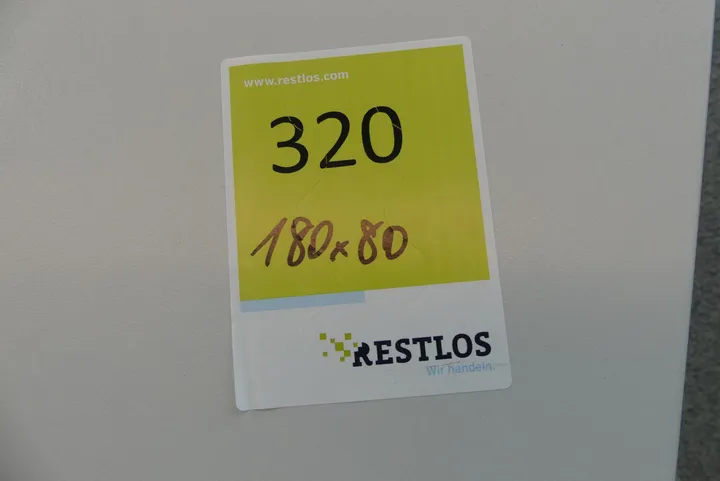 www.restlos.com
320
180x80
RESTLOS
Wir handeln.